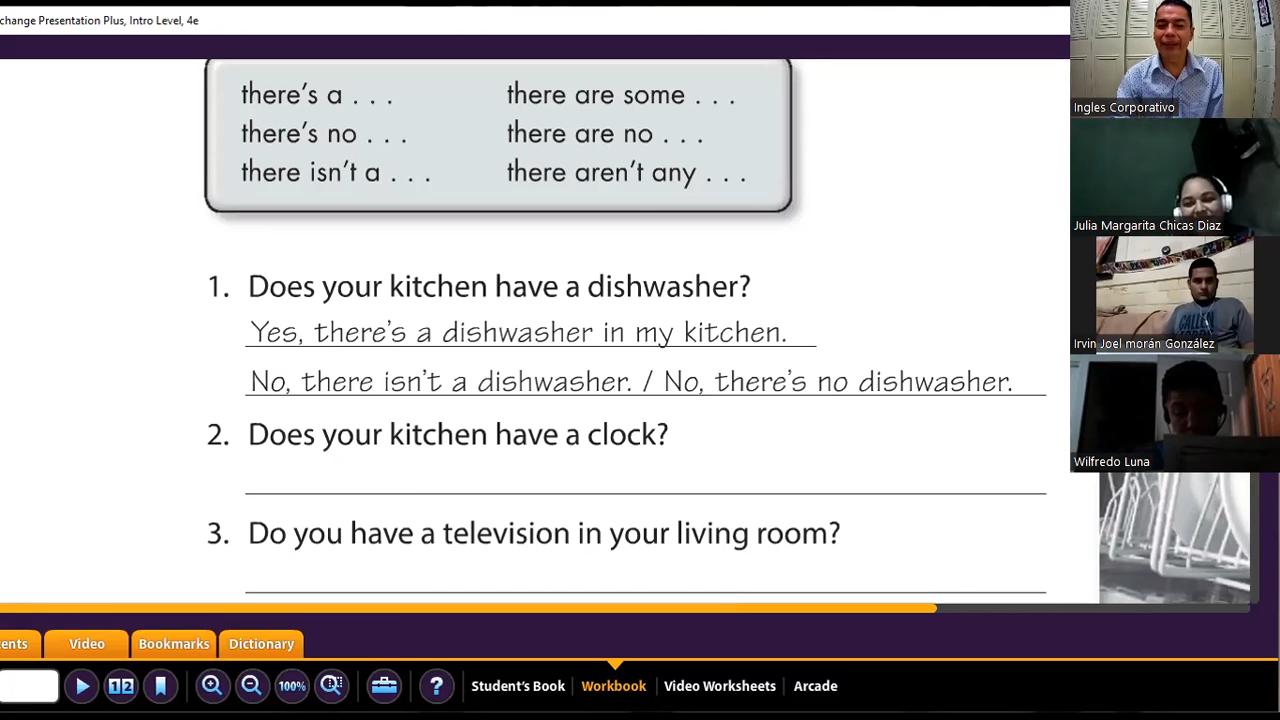 change Presentation Plus, Intro Level, 4e
there's a . . .
there are some . . .
there's no . . .
there are no . . .
there isn't a . . .
there aren't any . . .
1. Does your kitchen have a dishwasher?
Yes, there's a dishwasher in my kitchen.
No, there isn't a dishwasher. / No, there's no dishwasher.
2. Does your kitchen have a clock?
3. Do you have a television in your living room?
Ingles Corporativo
Julia Margarita Chicas Diaz
Irvin Joel morán González
Wilfredo Luna
ents
Video
Bookmarks
Dictionary
12
100%
?
Student's Book
Workbook
Video Worksheets
Arcade